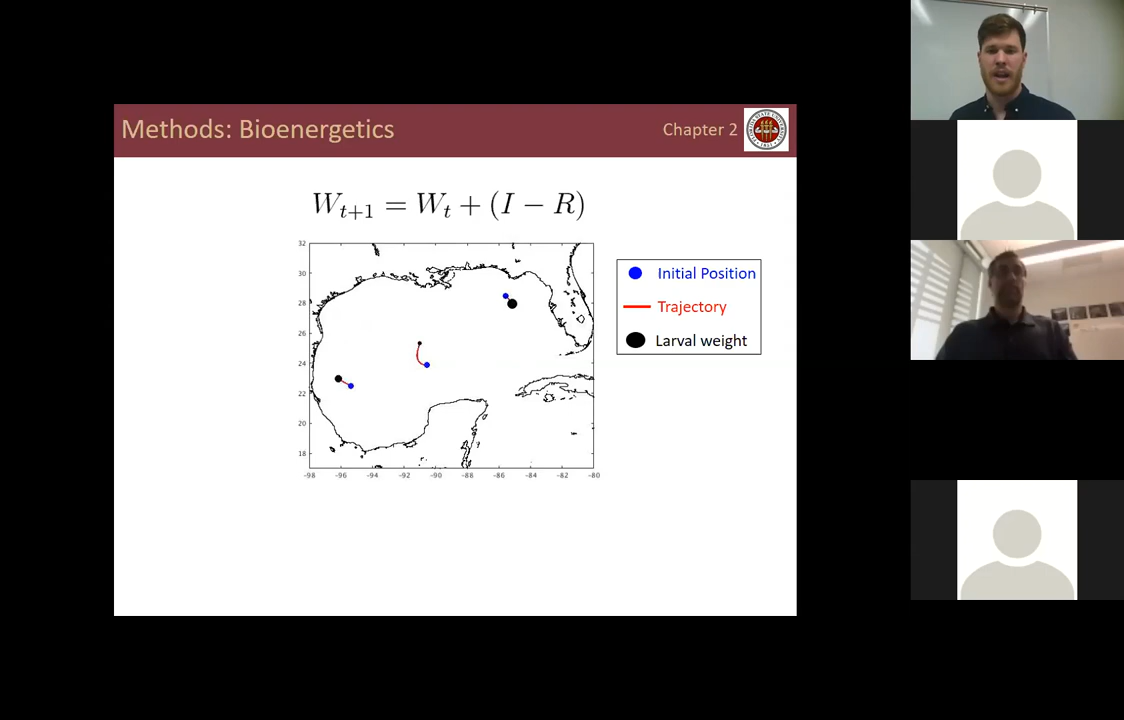 Methods: Bioenergetics
Chapter 2
W_{t+1} = W_t + (I − R)
32
30
28
26
24
22
20
18
-98 -96 -94 -92 -90 -88 -86 -84 -82 -80
Initial Position
Trajectory
Larval weight